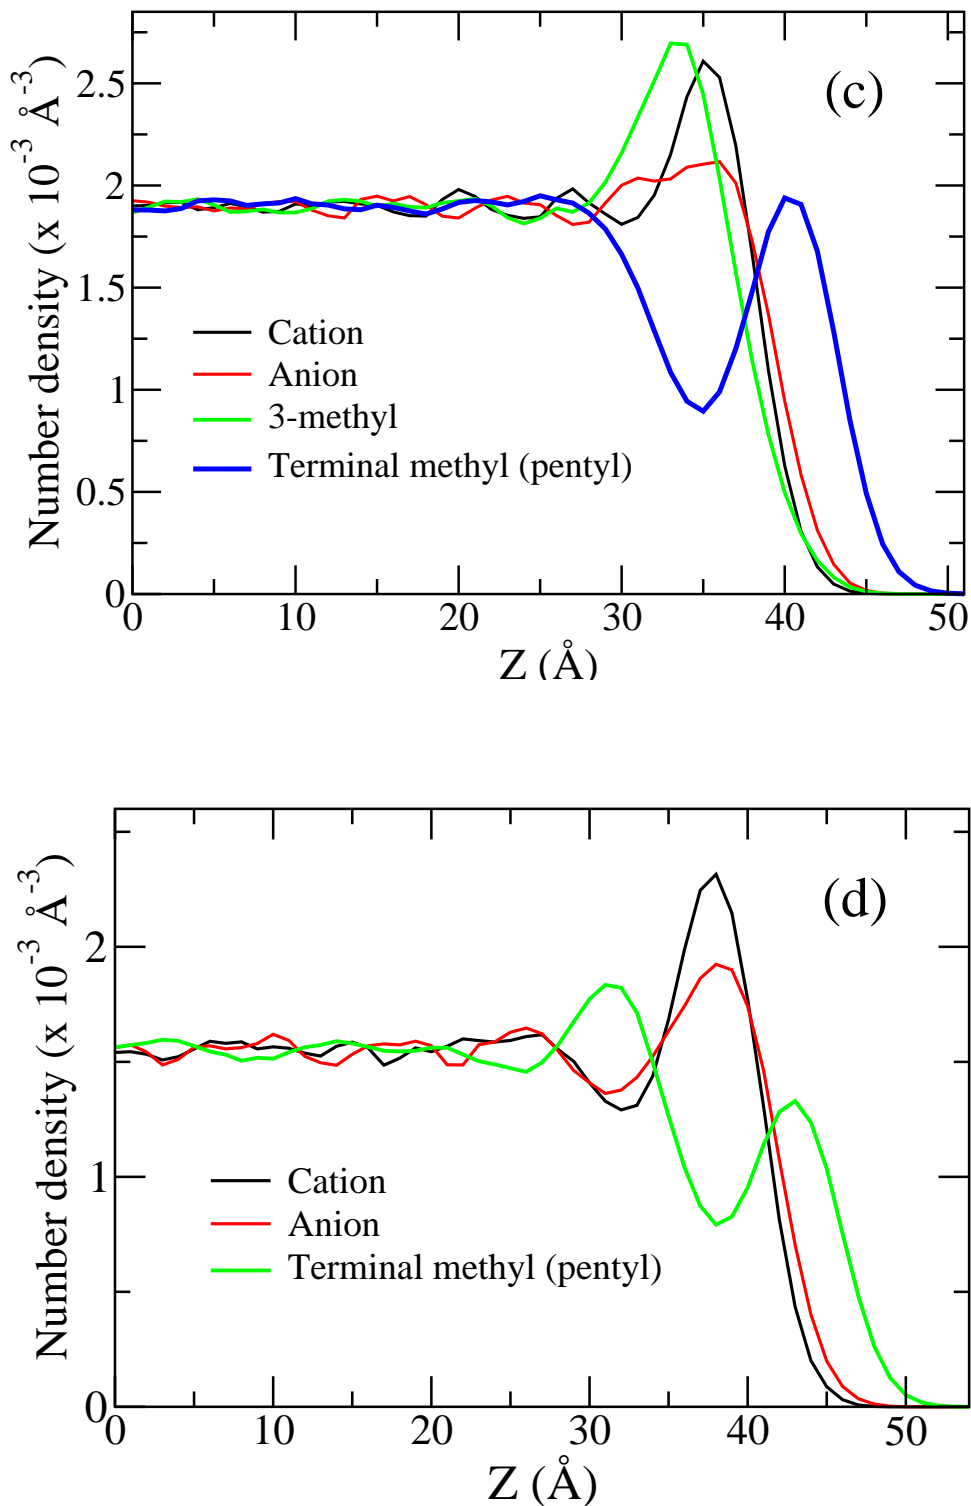 (c)
Number density (x 10⁻³ Å⁻³)
2.5
2
1.5
1
0.5
0
Cation
Anion
3-methyl
Terminal methyl (pentyl)
0 10 20 30 40 50
Z (Å)
(d)
Number density (x 10⁻³ Å⁻³)
2
1
0
Cation
Anion
Terminal methyl (pentyl)
0 10 20 30 40 50
Z (Å)